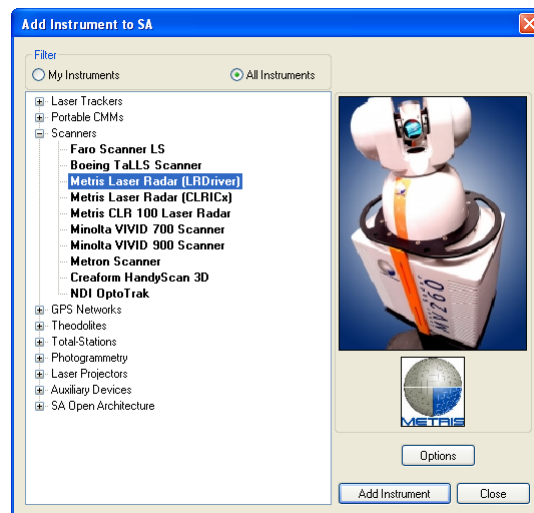 Add Instrument to SA
Filter
My Instruments
All Instruments
Laser Trackers
Portable CMMs
Scanners
Faro Scanner LS
Boeing TaLLS Scanner
Metris Laser Radar (LRDriver)
Metris Laser Radar (CLRICx)
Metris CLR 100 Laser Radar
Minolta VIVID 700 Scanner
Minolta VIVID 900 Scanner
Metron Scanner
Creaform HandyScan 3D
NDI OptoTrak
GPS Networks
Theodolites
Total-Stations
Photogrammetry
Laser Projectors
Auxiliary Devices
SA Open Architecture
MV260
METRIS
Options
Add Instrument
Close